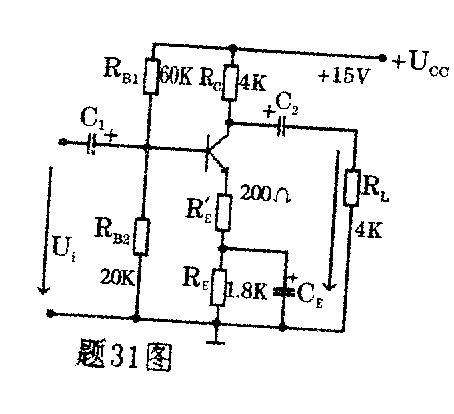 +U_CC
R_B1 60K R_C 4K +15V
C_1 + + C_2
R_E' 200Ω R_L
R_B2 4K
U_i
20K R_E 1.8K + C_E
题31图